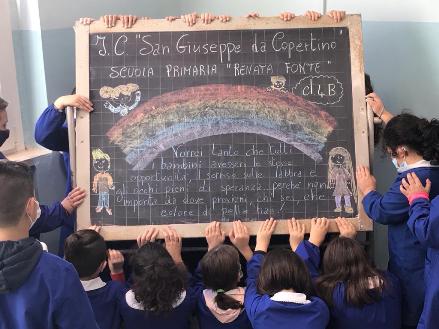 I.C. "San Giuseppe da Copertino"
SCUOLA PRIMARIA "RENATA FONTE"
cl 4B
Vorrei tanto che tutti
i bambini avessero le stesse
opportunità, il sorriso sulle labbra e
gli occhi pieni di speranza, perché non
importa da dove provieni, chi sei, che
colore di pelle hai!